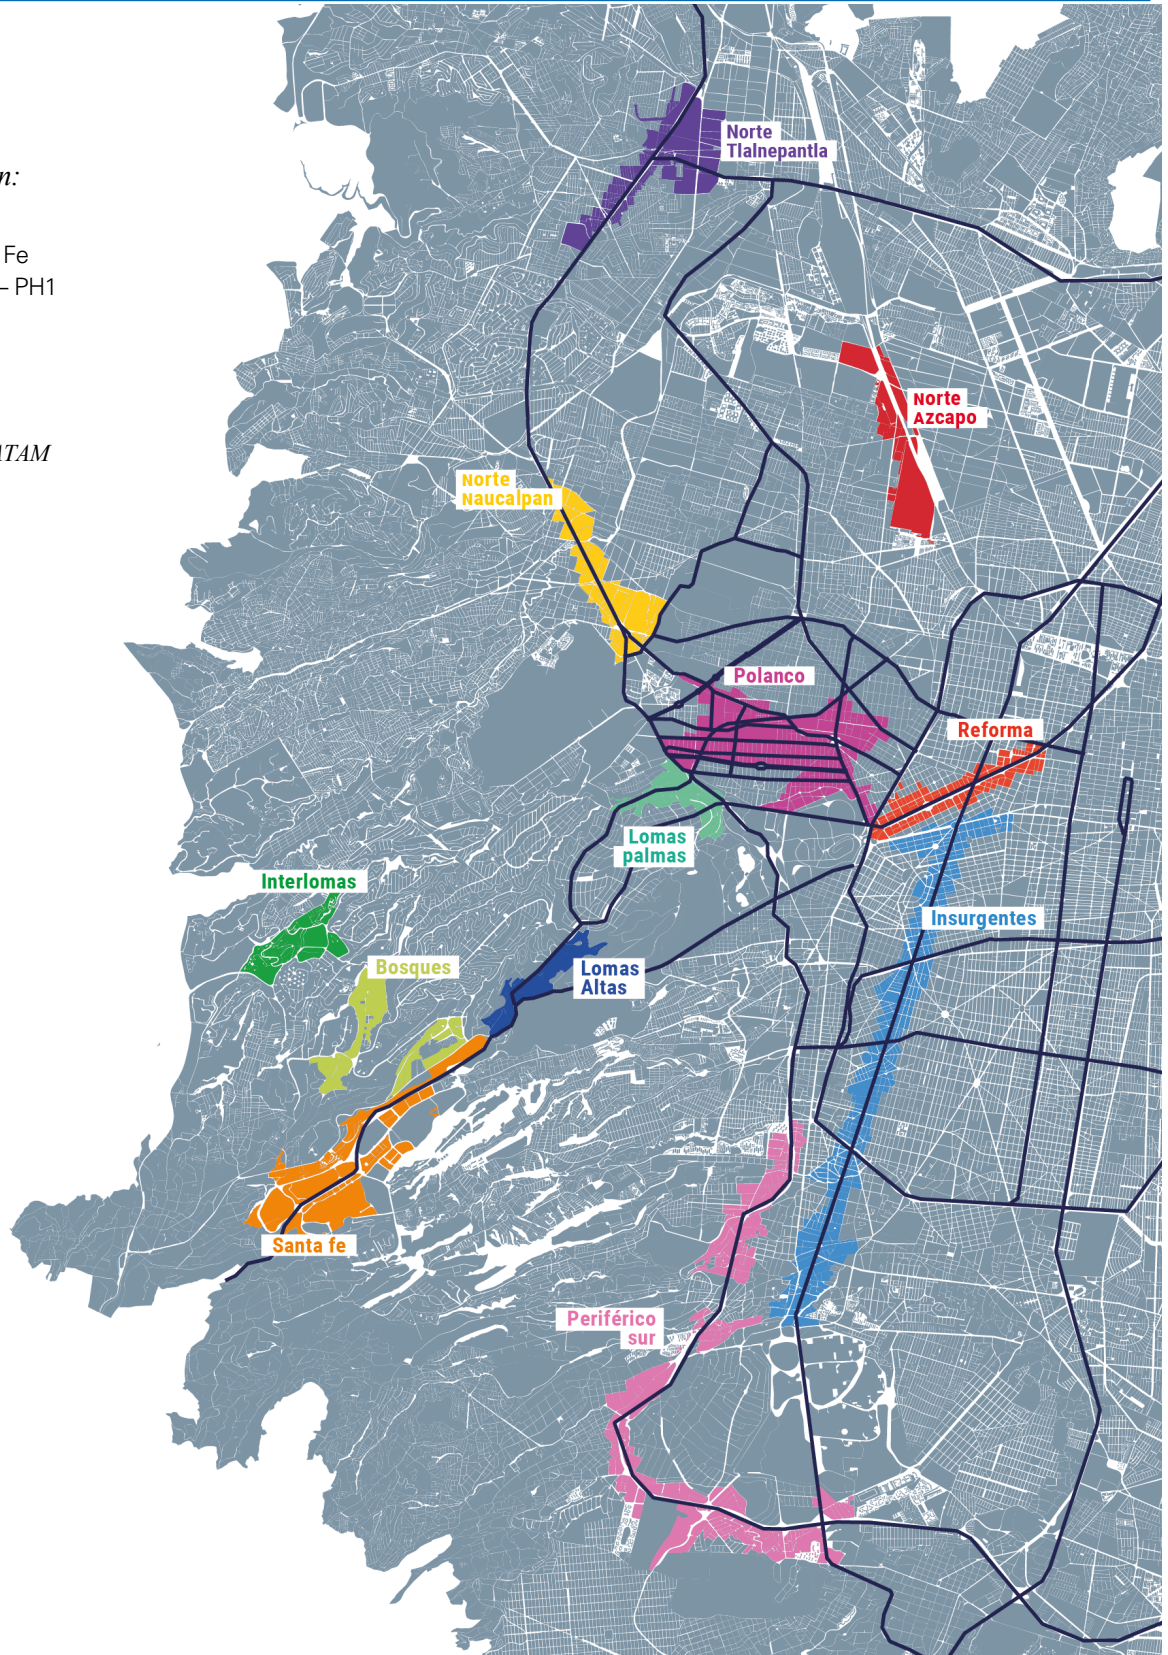 n:
Fe
– PH1
ATAM
Norte
Tlalnepantla
Norte
Azcapo
Norte
Naucalpan
Polanco
Reforma
Lomas
palmas
Interlomas
Insurgentes
Bosques
Lomas
Altas
Santa fe
Periférico
sur